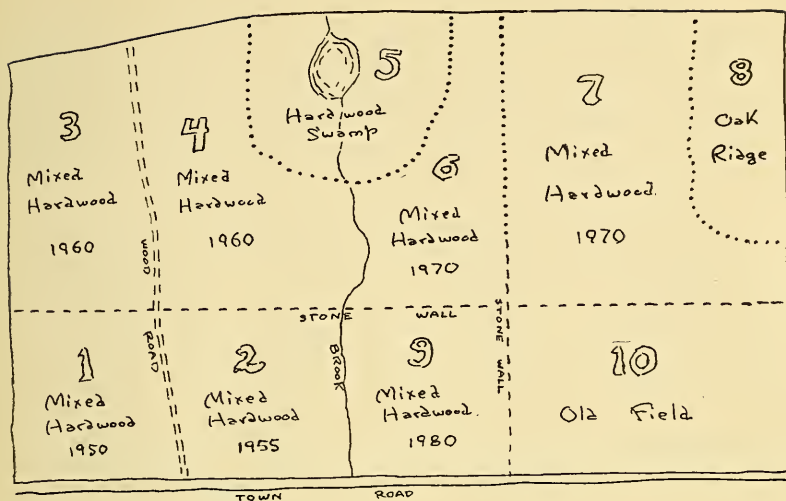 3
Mixed
Hardwood
1960
WOOD
ROAD
4
Mixed
Hardwood
1960
5
Hardwood
Swamp
6
Mixed
Hardwood
1970
7
Mixed
Hardwood.
1970
8
Oak
Ridge
STONE WALL
STONE WALL
1
Mixed
Hardwood
1950
2
Mixed
Hardwood
1955
BROOK
9
Mixed
Hardwood.
1980
10
Old Field
TOWN ROAD